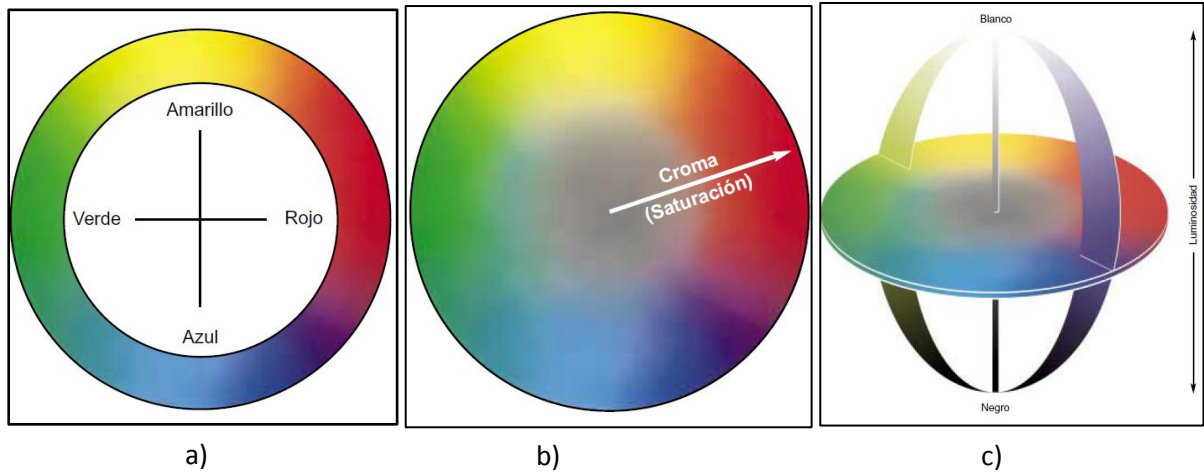 Amarillo
Verde
Rojo
Azul
a)
Croma
(Saturación)
b)
Blanco
Luminosidad
Negro
c)